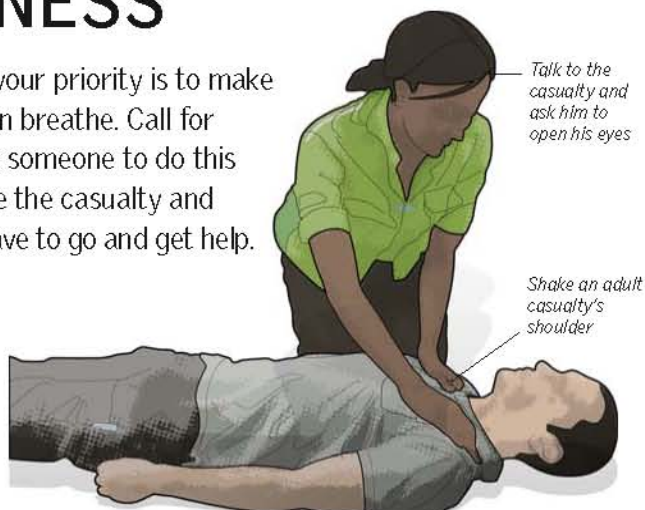 NESS
your priority is to make
n breathe. Call for
someone to do this
e the casualty and
ave to go and get help.
Talk to the
casualty and
ask him to
open his eyes
Shake an adult
casualty's
shoulder